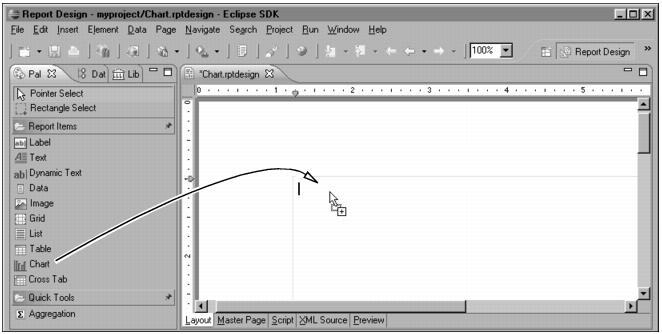 Report Design - myproject/Chart.rptdesign - Eclipse SDK
File Edit Insert Element Data Page Navigate Search Project Run Window Help
100% Report Design »
Pal Dat Lib *Chart.rptdesign
0 1 2 3 4 5
Pointer Select
Rectangle Select
Report Items
Label
Text
Dynamic Text
Data
Image
Grid
List
Table
Chart
Cross Tab
Quick Tools
Aggregation
0
2
Layout Master Page Script XML Source Preview